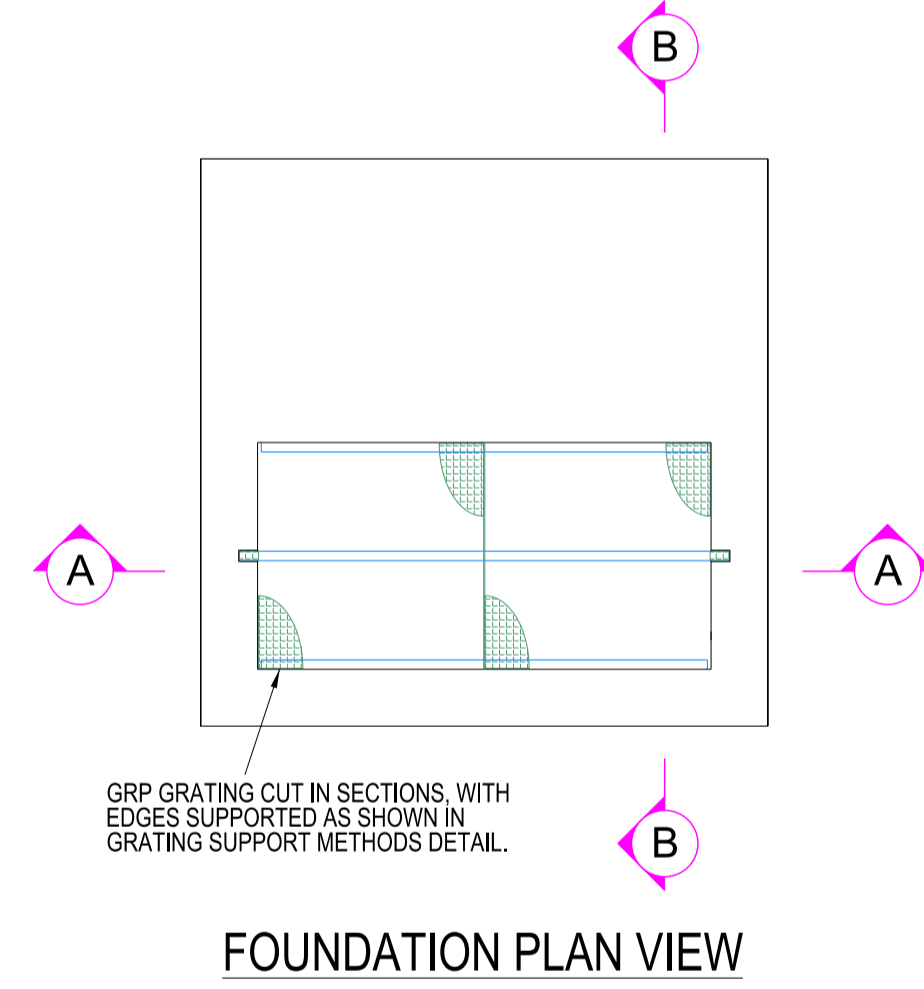 B
A
A
GRP GRATING CUT IN SECTIONS, WITH
EDGES SUPPORTED AS SHOWN IN
GRATING SUPPORT METHODS DETAIL.
B
FOUNDATION PLAN VIEW